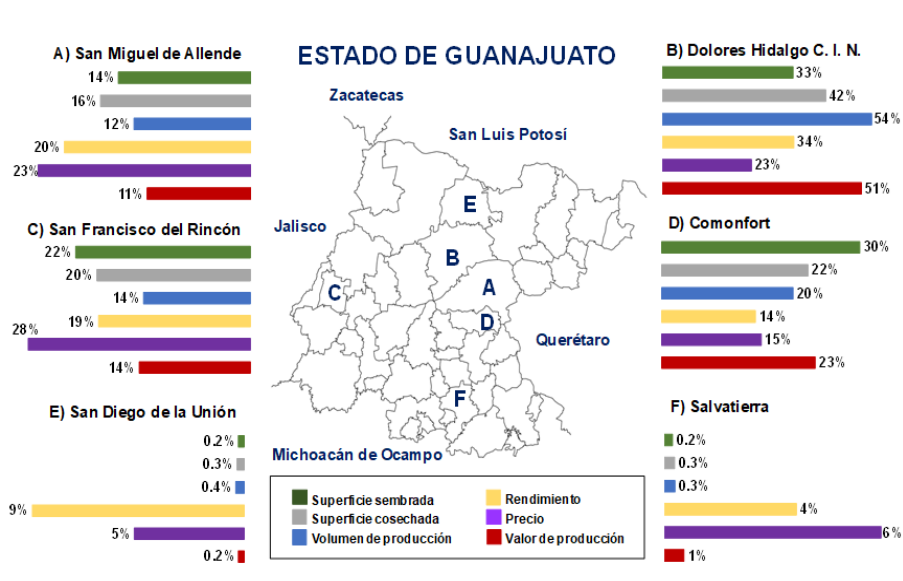 ESTADO DE GUANAJUATO
A) San Miguel de Allende
14%
16%
12%
20%
23%
11%
B) Dolores Hidalgo C. I. N.
33%
42%
54%
34%
23%
51%
C) San Francisco del Rincón
22%
20%
14%
19%
28%
14%
D) Comonfort
30%
22%
20%
14%
15%
23%
E) San Diego de la Unión
0.2%
0.3%
0.4%
9%
5%
0.2%
F) Salvatierra
0.2%
0.3%
0.3%
4%
6%
1%
Zacatecas
San Luis Potosí
Jalisco
Querétaro
Michoacán de Ocampo
E
B
A
C
D
F
Superficie sembrada
Superficie cosechada
Volumen de producción
Rendimiento
Precio
Valor de producción